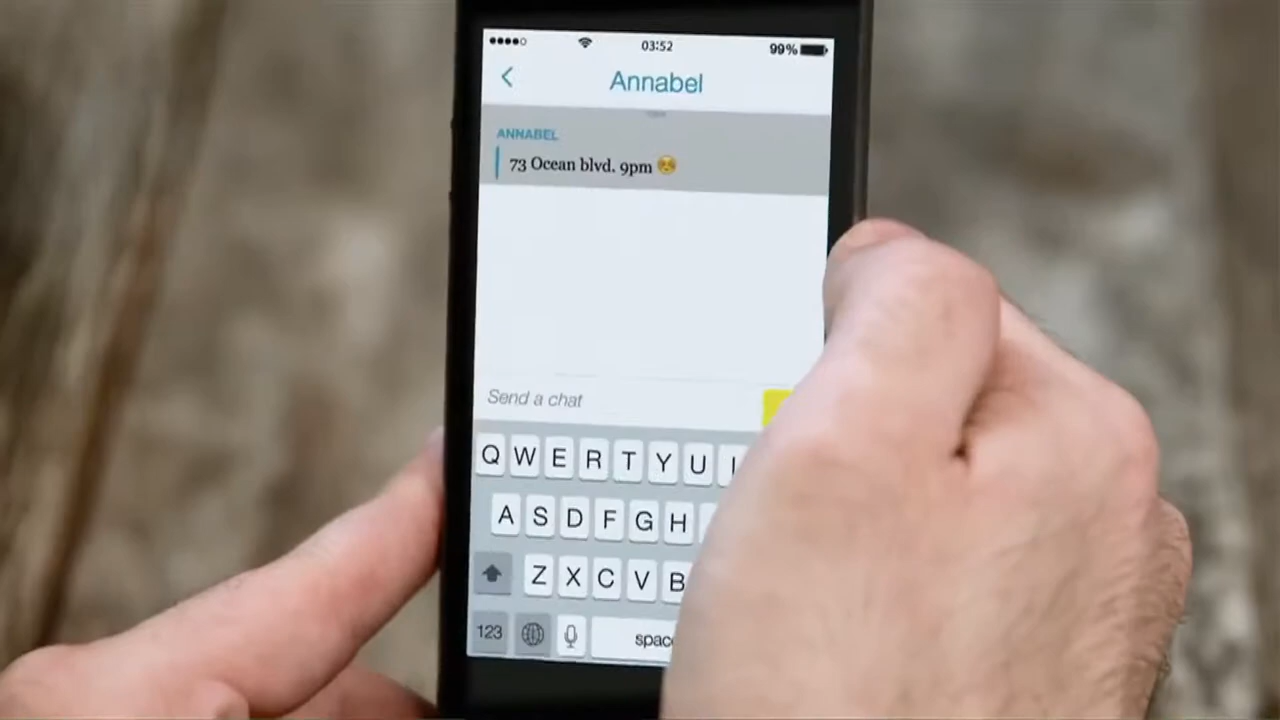 03:52 99%
Annabel
ANNABEL
73 Ocean blvd. 9pm ☺️
Send a chat
Q W E R T Y U I
A S D F G H
Z X C V B
123 space